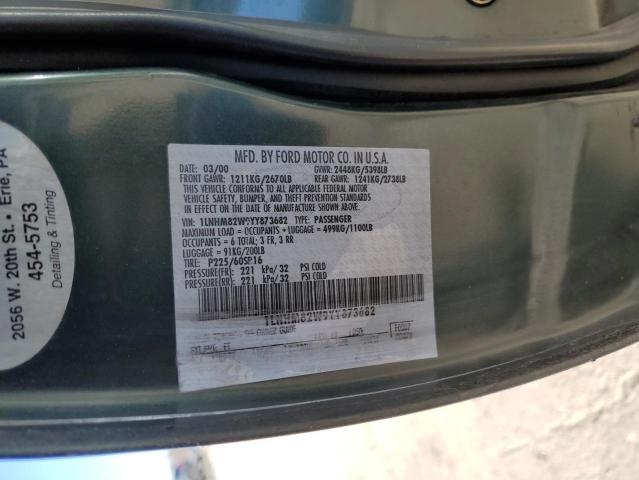 2056 W. 20th St. • Erie, PA
454-5753
Detailing & Tinting
MFD. BY FORD MOTOR CO. IN U.S.A.
DATE: 03/00 GVWR: 2448KG/5398LB
FRONT GAWR: 1211KG/2670LB REAR GAWR: 1241KG/2738LB
THIS VEHICLE CONFORMS TO ALL APPLICABLE FEDERAL MOTOR
VEHICLE SAFETY, BUMPER, AND THEFT PREVENTION STANDARDS
IN EFFECT ON THE DATE OF MANUFACTURE SHOWN ABOVE.
VIN: 1LNHM82W9YY873682 TYPE: PASSENGER
MAXIMUM LOAD = OCCUPANTS + LUGGAGE = 499KG/1100LB
OCCUPANTS = 6 TOTAL; 3 FR, 3 RR
LUGGAGE = 91KG/200LB
TIRE: P225/60SR16
PRESSURE(FR) = 221 kPa/ 32 PSI COLD
PRESSURE(RR) = 221 kPa/ 32 PSI COLD
1LNHM82W9YY873682
OWNER GUIDE